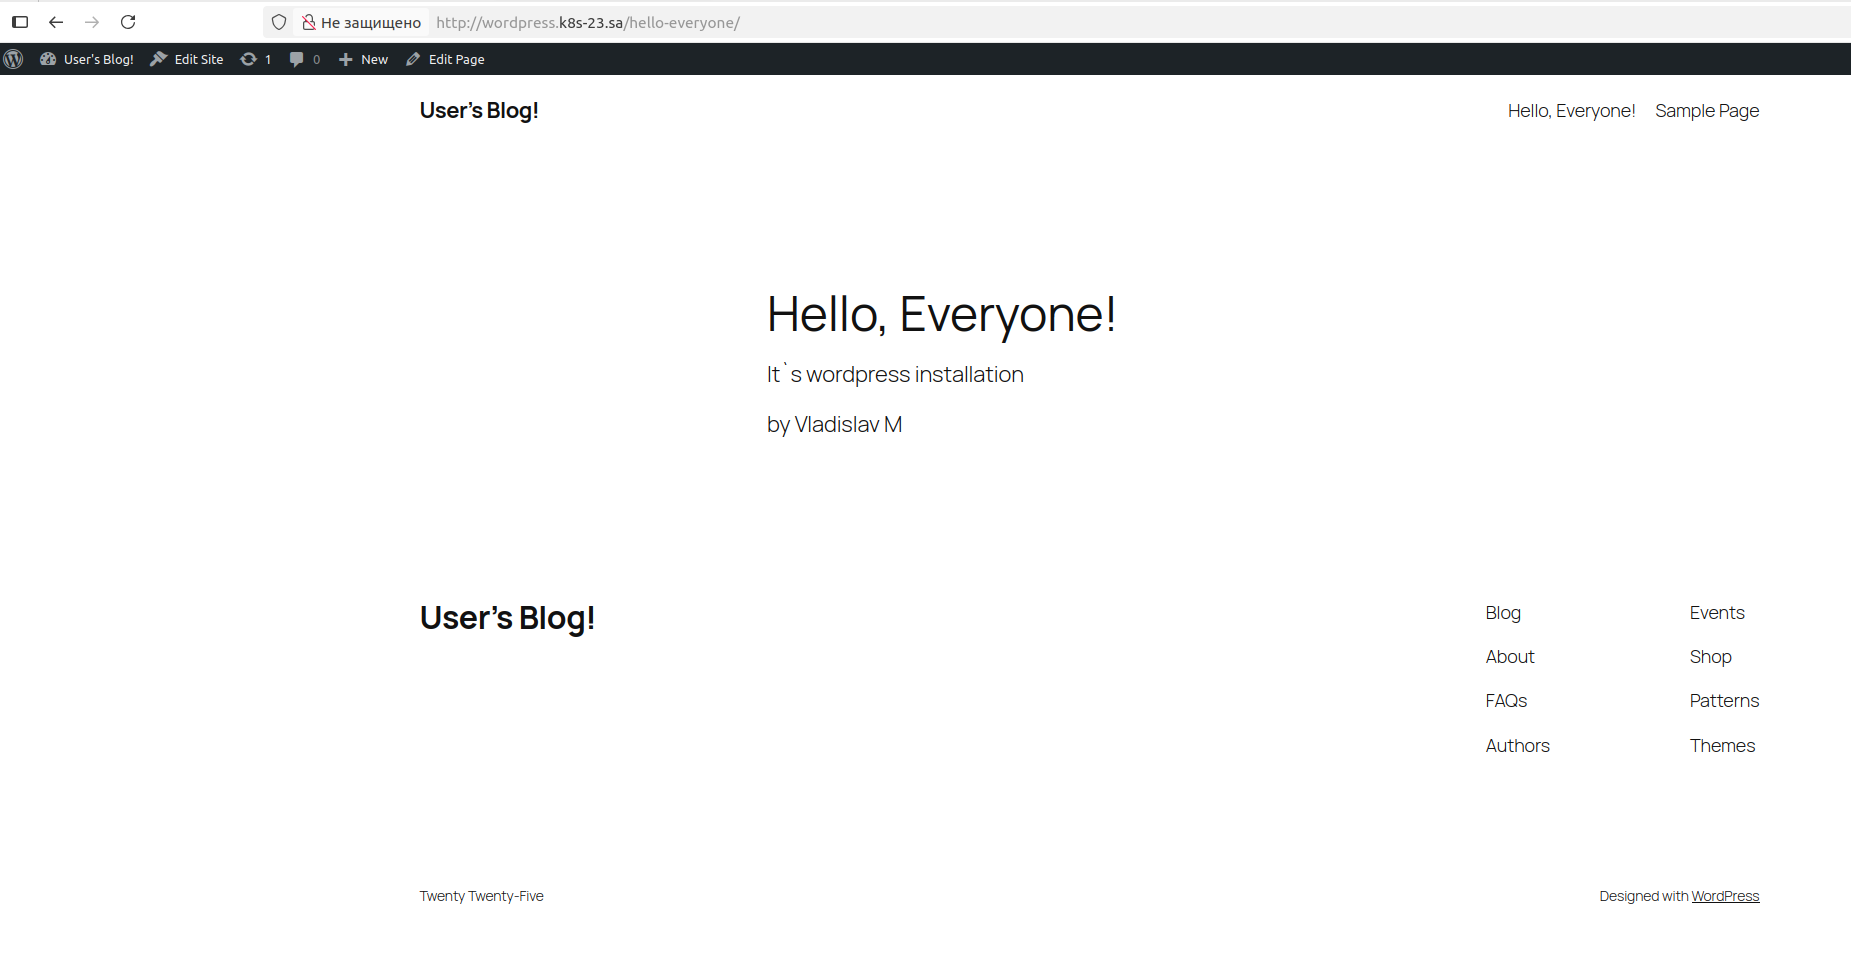 Не защищено http://wordpress.k8s-23.sa/hello-everyone/
User's Blog! Edit Site 1 0 New Edit Page
User’s Blog! Hello, Everyone! Sample Page
Hello, Everyone!
It`s wordpress installation
by Vladislav M
User’s Blog!
Blog Events
About Shop
FAQs Patterns
Authors Themes
Twenty Twenty-Five Designed with WordPress